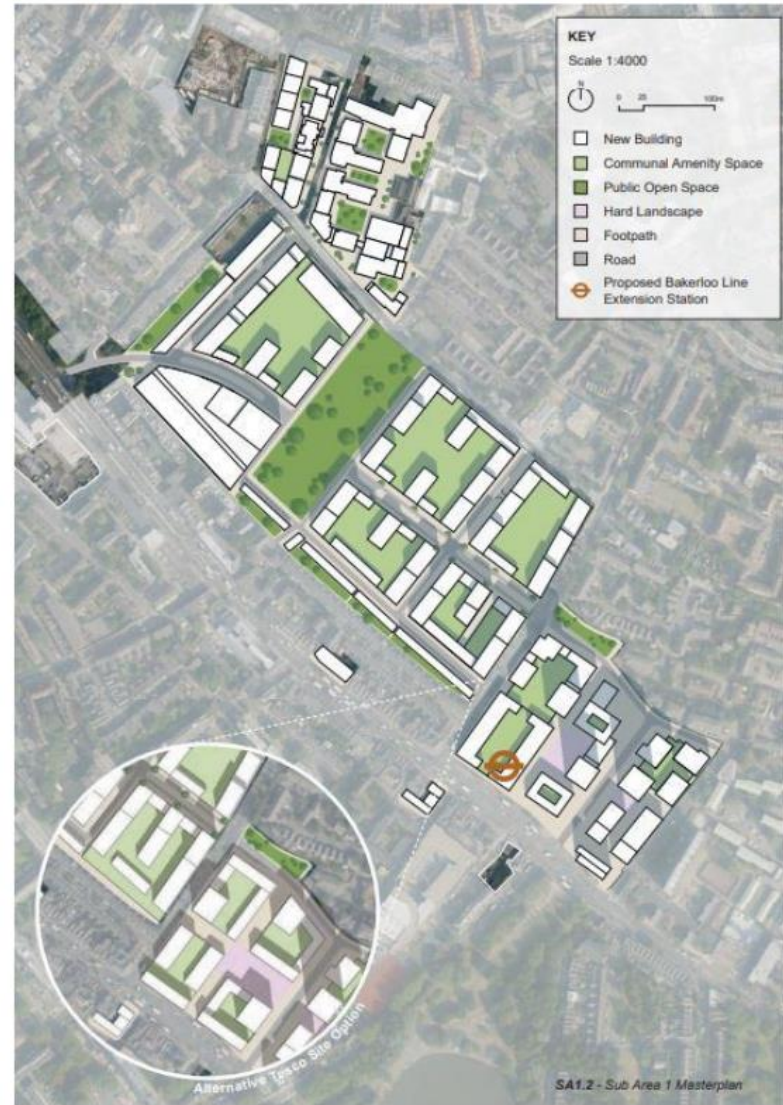 KEY
Scale 1:4000
N
0 25 100m
New Building
Communal Amenity Space
Public Open Space
Hard Landscape
Footpath
Road
Proposed Bakerloo Line
Extension Station
Alternative Tesco Site Option
SA1.2 - Sub Area 1 Masterplan